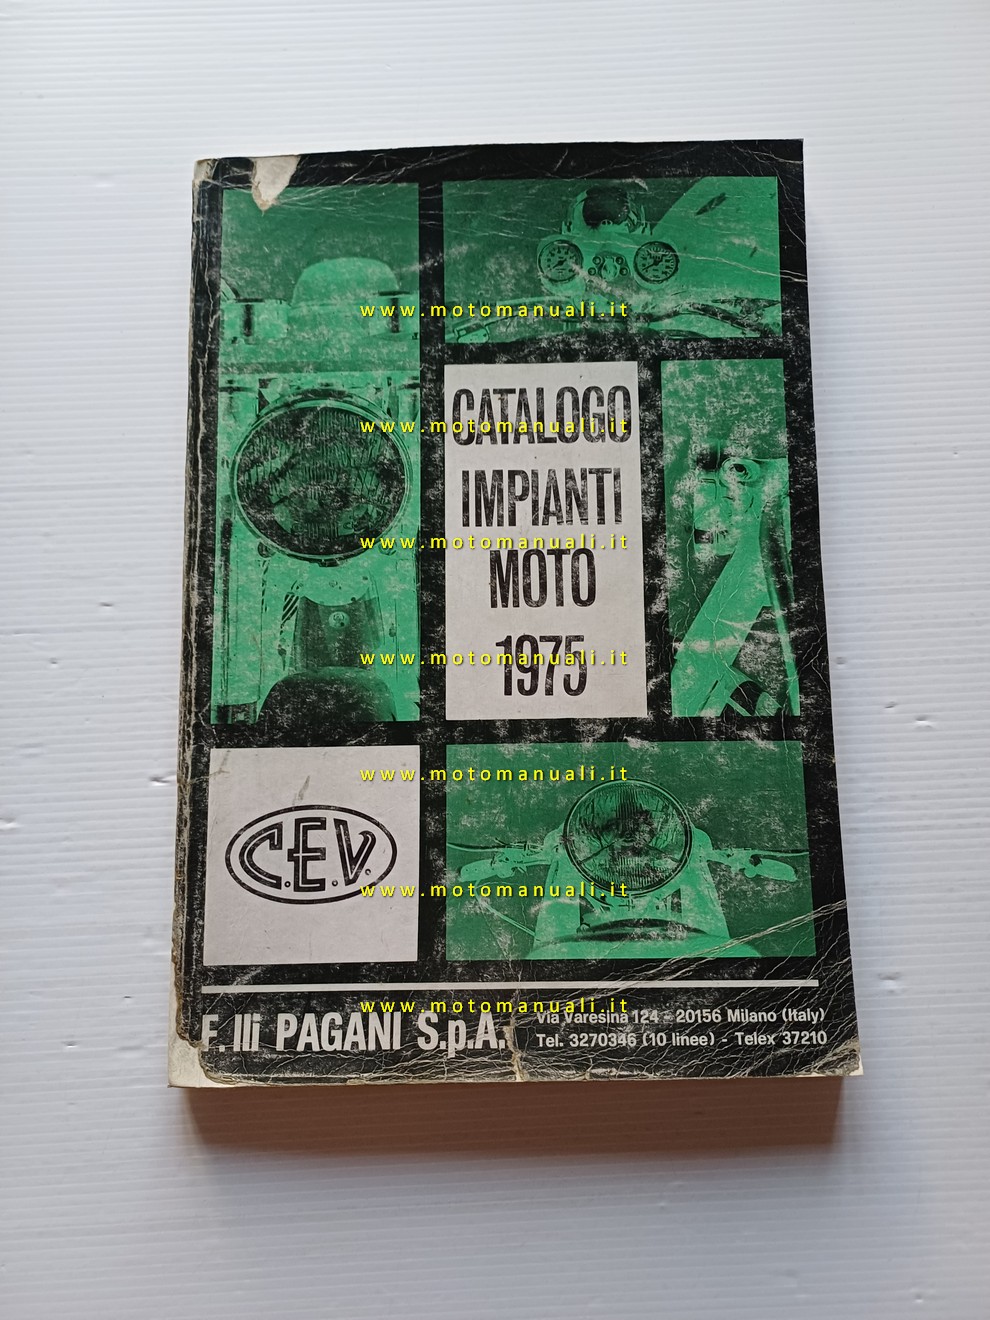 www.motomanuali.it
CATALOGO
www.motomanuali.it
IMPIANTI
www.motomanuali.it
MOTO
www.motomanuali.it
1975
www.motomanuali.it
C.E.V.
www.motomanuali.it
www.motomanuali.it
F.lli PAGANI S.p.A.
Via Varesina 124 - 20156 Milano (Italy)
Tel. 3270346 (10 linee) - Telex 37210